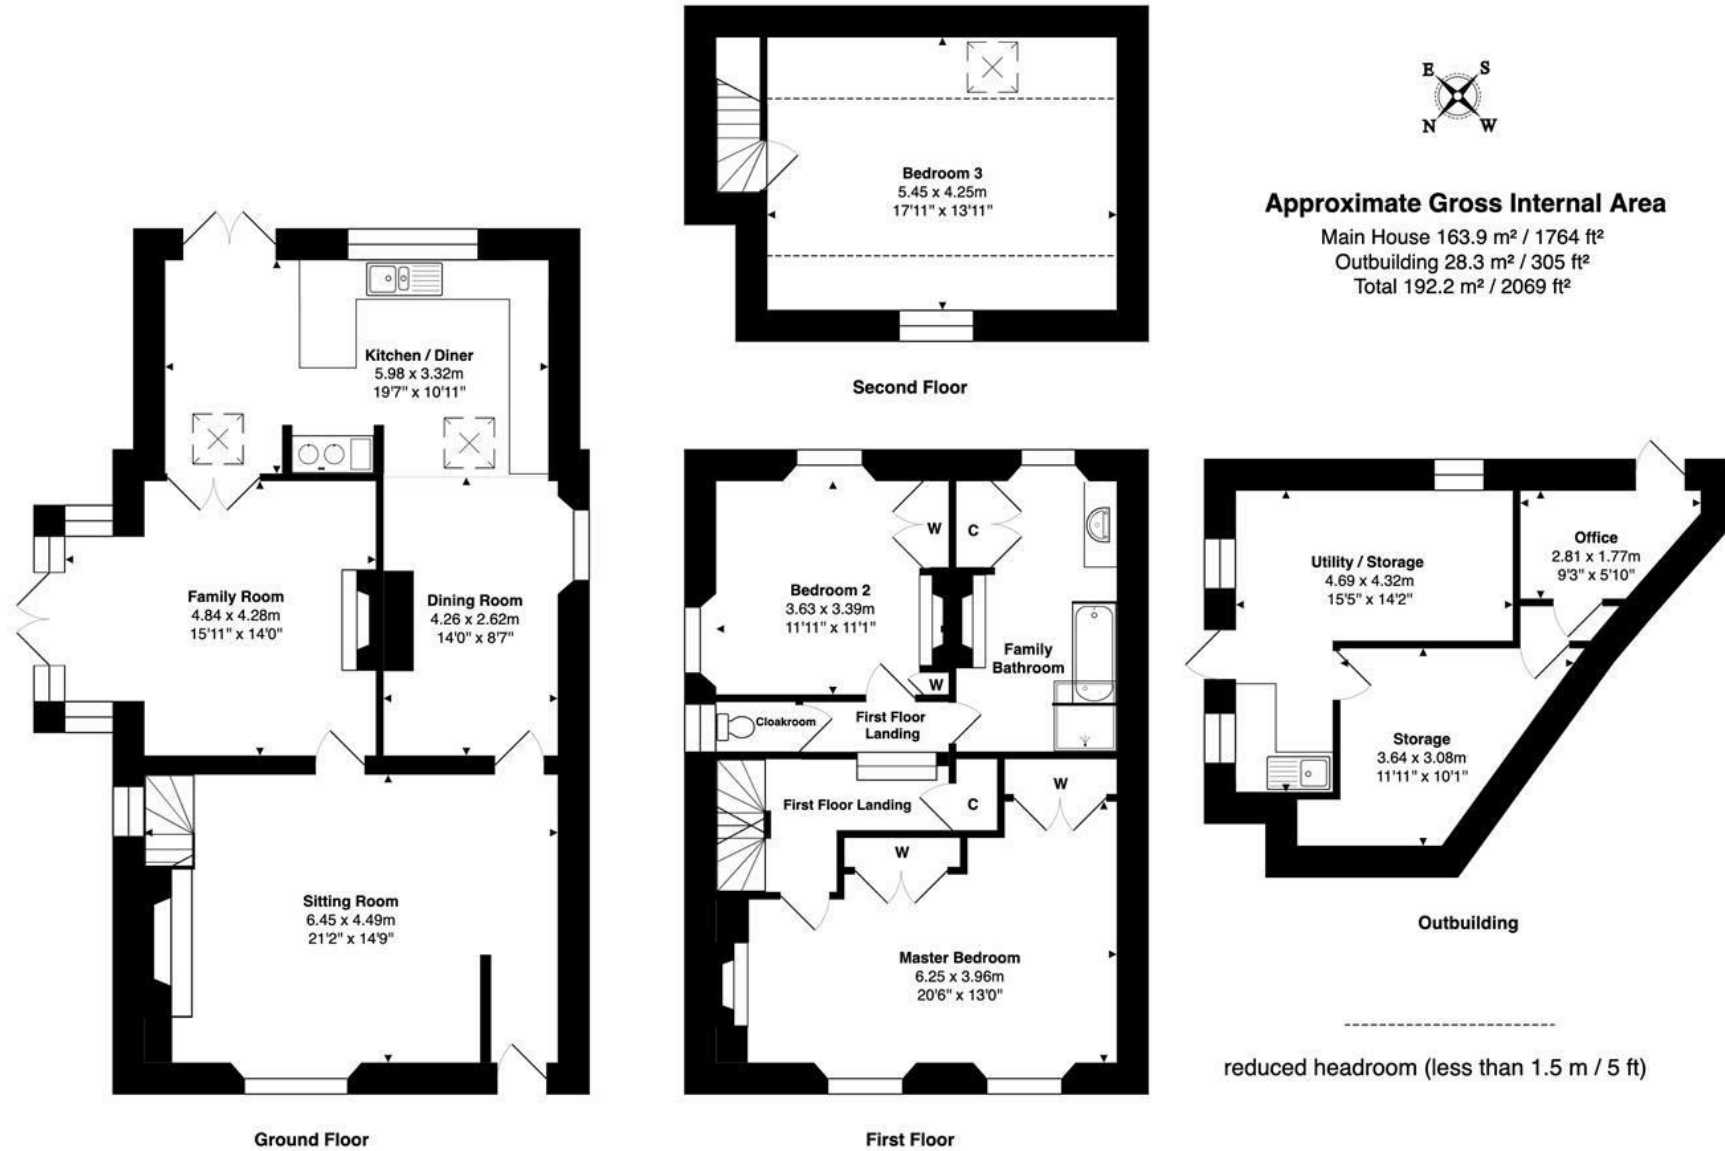 Bedroom 3
5.45 x 4.25m
17'11" x 13'11"
Second Floor
E S
N W
Approximate Gross Internal Area
Main House 163.9 m² / 1764 ft²
Outbuilding 28.3 m² / 305 ft²
Total 192.2 m² / 2069 ft²
Kitchen / Diner
5.98 x 3.32m
19'7" x 10'11"
Family Room
4.84 x 4.28m
15'11" x 14'0"
Dining Room
4.26 x 2.62m
14'0" x 8'7"
Sitting Room
6.45 x 4.49m
21'2" x 14'9"
Ground Floor
W
C
Bedroom 2
3.63 x 3.39m
11'11" x 11'1"
Family
Bathroom
W
Cloakroom
First Floor
Landing
First Floor Landing
C
W
W
Master Bedroom
6.25 x 3.96m
20'6" x 13'0"
First Floor
Utility / Storage
4.69 x 4.32m
15'5" x 14'2"
Office
2.81 x 1.77m
9'3" x 5'10"
Storage
3.64 x 3.08m
11'11" x 10'1"
Outbuilding
reduced headroom (less than 1.5 m / 5 ft)